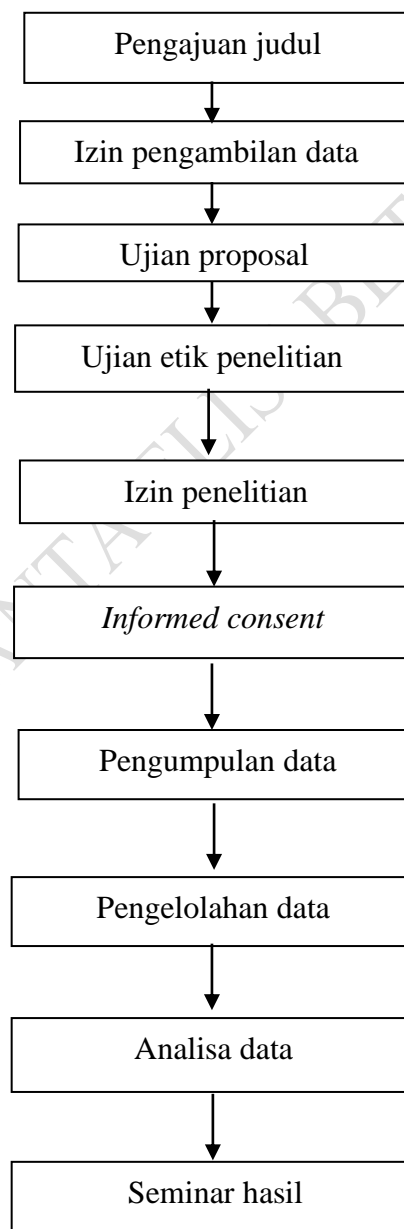 Pengajuan judul
Izin pengambilan data
Ujian proposal
Ujian etik penelitian
Izin penelitian
Informed consent
Pengumpulan data
Pengelolahan data
Analisa data
Seminar hasil